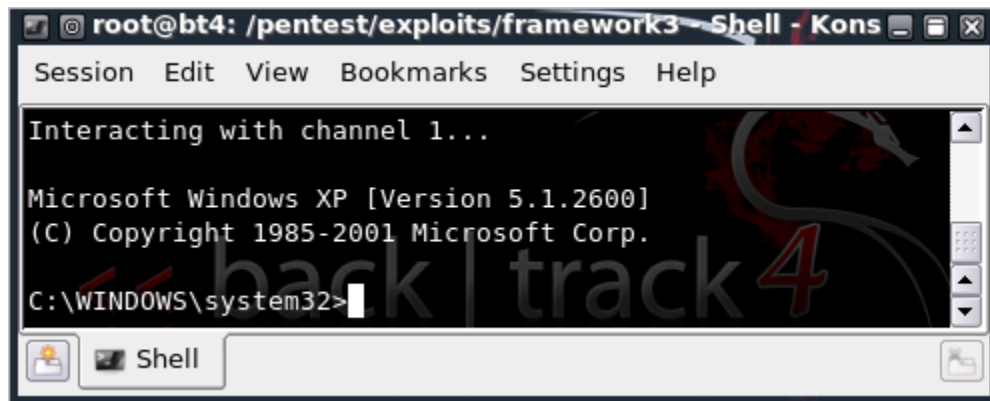 root@bt4: /pentest/exploits/framework3 - Shell - Kons
Session Edit View Bookmarks Settings Help
Interacting with channel 1...
Microsoft Windows XP [Version 5.1.2600]
(C) Copyright 1985-2001 Microsoft Corp.
C:\WINDOWS\system32>
<< back | track 4
Shell